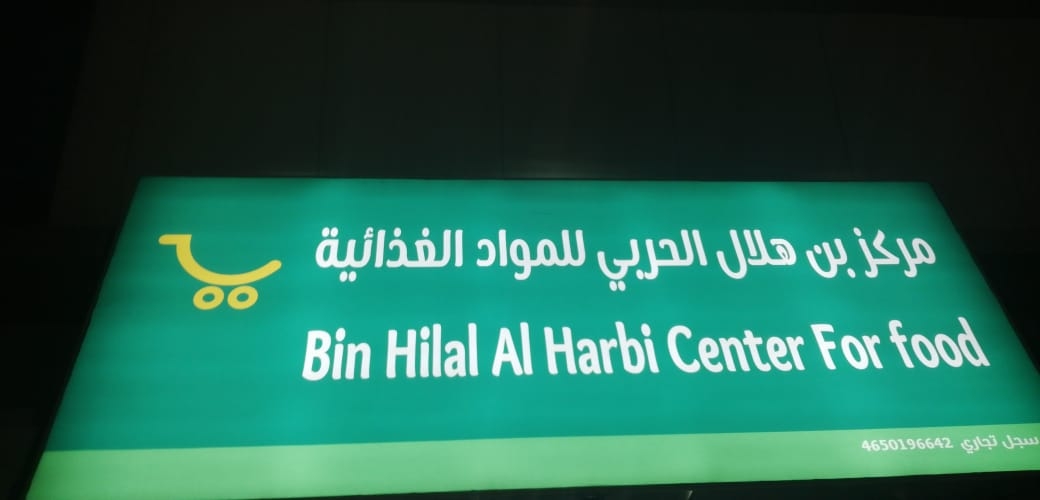 مركز بن هلال الحربي للمواد الغذائية
Bin Hilal Al Harbi Center For food
سجل تجاري 4650196642